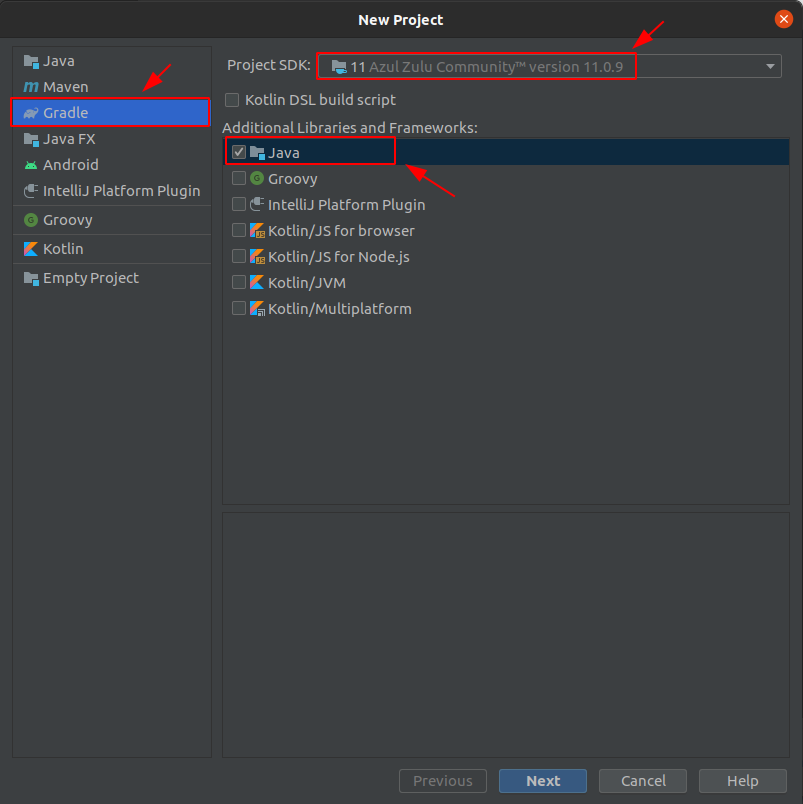 New Project
Java
Maven
Gradle
Java FX
Android
IntelliJ Platform Plugin
Groovy
Kotlin
Empty Project
Project SDK: 11 Azul Zulu Community™ version 11.0.9
Kotlin DSL build script
Additional Libraries and Frameworks:
Java
Groovy
IntelliJ Platform Plugin
Kotlin/JS for browser
Kotlin/JS for Node.js
Kotlin/JVM
Kotlin/Multiplatform
Previous Next Cancel Help